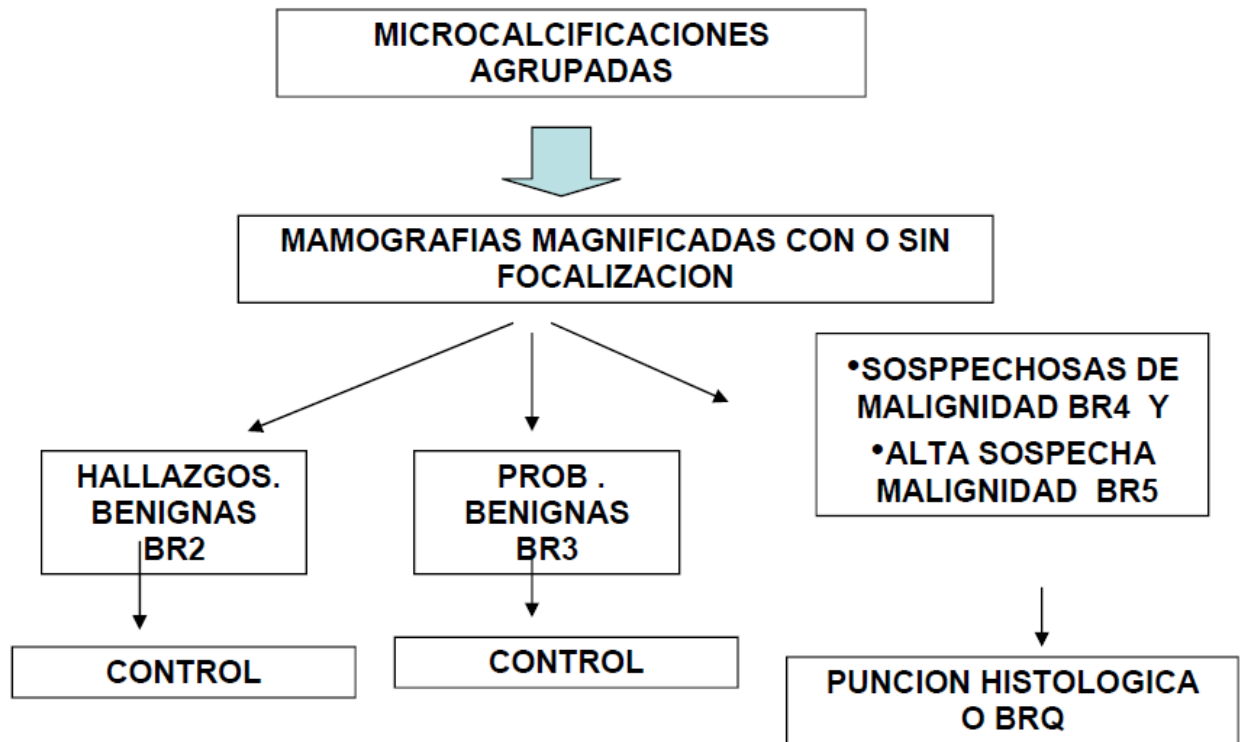 MICROCALCIFICACIONES
AGRUPADAS
MAMOGRAFIAS MAGNIFICADAS CON O SIN
FOCALIZACION
HALLAZGOS.
BENIGNAS
BR2
PROB .
BENIGNAS
BR3
•SOSPPECHOSAS DE
MALIGNIDAD BR4 Y
•ALTA SOSPECHA
MALIGNIDAD BR5
CONTROL
CONTROL
PUNCION HISTOLOGICA
O BRQ